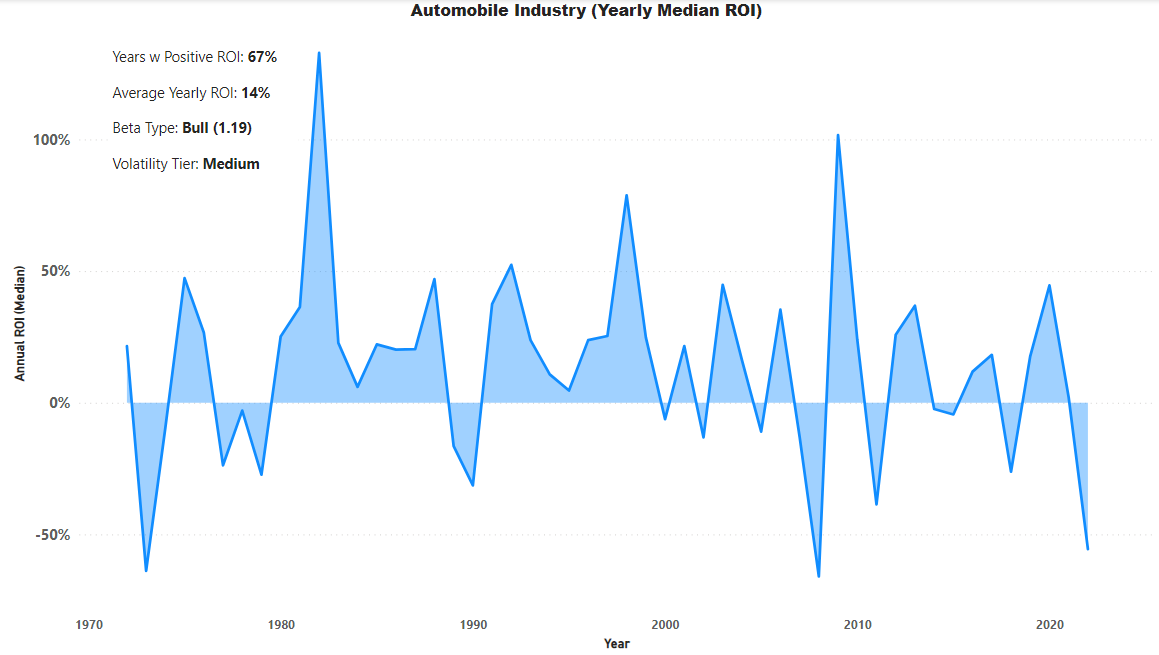 Automobile Industry (Yearly Median ROI)
Years w Positive ROI: 67%
Average Yearly ROI: 14%
Beta Type: Bull (1.19)
Volatility Tier: Medium
100%
50%
0%
-50%
Annual ROI (Median)
1970 1980 1990 2000 2010 2020
Year